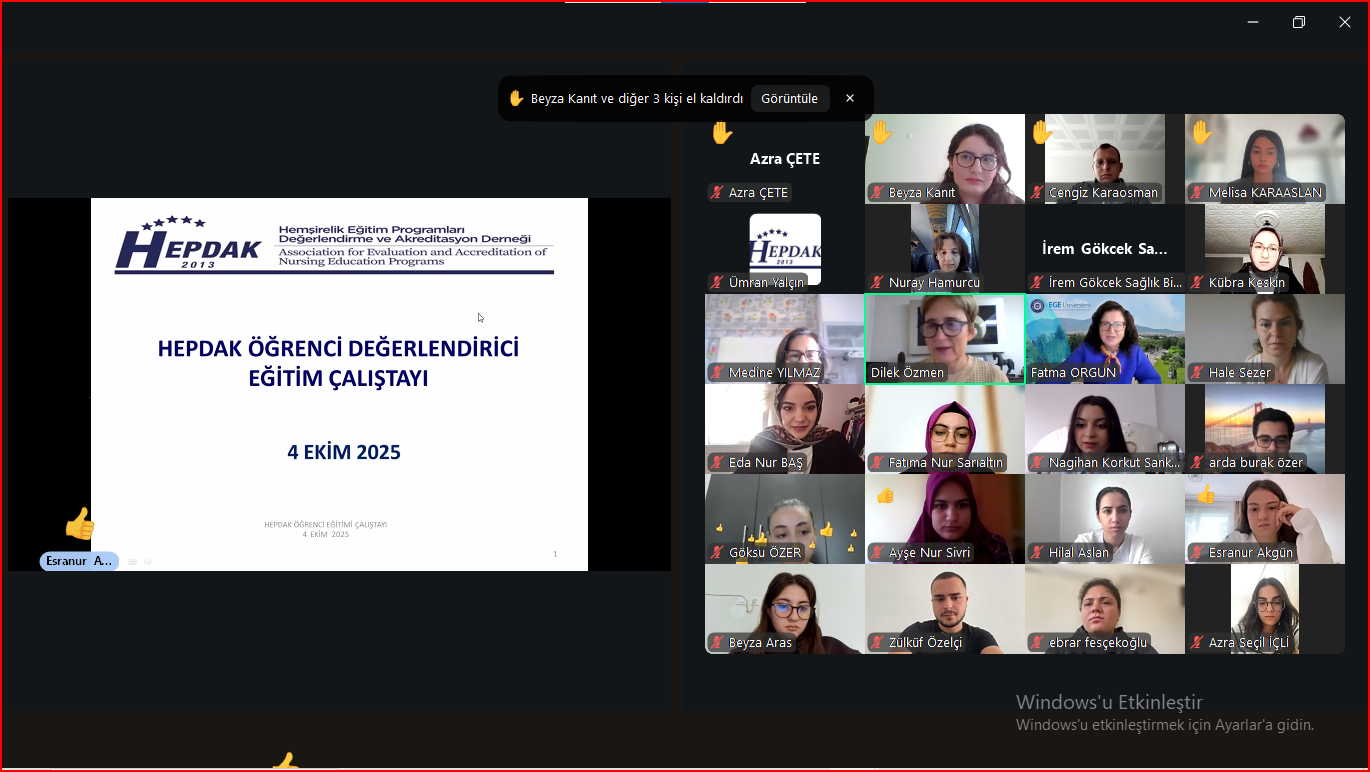 Beyza Kanıt ve diğer 3 kişi el kaldırdı
Görüntüle
HEPDAK
2013
Hemşirelik Eğitim Programları
Değerlendirme ve Akreditasyon Derneği
Association for Evaluation and Accreditation of
Nursing Education Programs
HEPDAK ÖĞRENCİ DEĞERLENDİRİCİ
EĞİTİM ÇALIŞTAYI
4 EKİM 2025
HEPDAK ÖĞRENCİ EĞİTİMİ ÇALIŞTAYI
4 EKİM 2025
1
Esranur A...
Azra ÇETE
Azra ÇETE
Beyza Kanıt
Cengiz Karaosman
Melisa KARAASLAN
HEPDAK
2013
Ümran Yalçın
Nuray Hamurcu
İrem Gökcek Sa...
İrem Gökcek Sağlık Bi...
Kübra Keskin
Medine YILMAZ
Dilek Özmen
EGE Üniversitesi
Fatma ORGUN
Hale Sezer
Eda Nur BAŞ
Fatıma Nur Sarıaltın
Nagihan Korkut Sank...
arda burak özer
Göksu ÖZER
Ayşe Nur Sivri
Hilal Aslan
Esranur Akgün
Beyza Aras
Zülküf Özelçi
ebrar fesçekoğlu
Azra Seçil İÇLİ
Windows'u Etkinleştir
Windows'u etkinleştirmek için Ayarlar'a gidin.